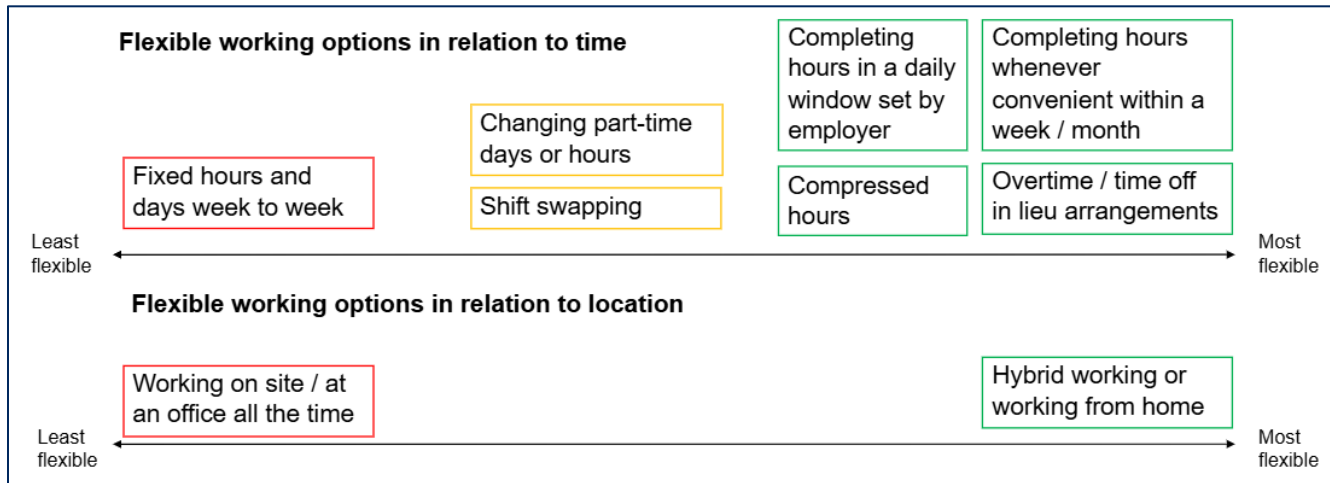 Flexible working options in relation to time
Fixed hours and
days week to week
Changing part-time
days or hours
Shift swapping
Completing
hours in a daily
window set by
employer
Compressed
hours
Completing hours
whenever
convenient within a
week / month
Overtime / time off
in lieu arrangements
Least
flexible
Most
flexible
Flexible working options in relation to location
Working on site / at
an office all the time
Hybrid working or
working from home
Least
flexible
Most
flexible